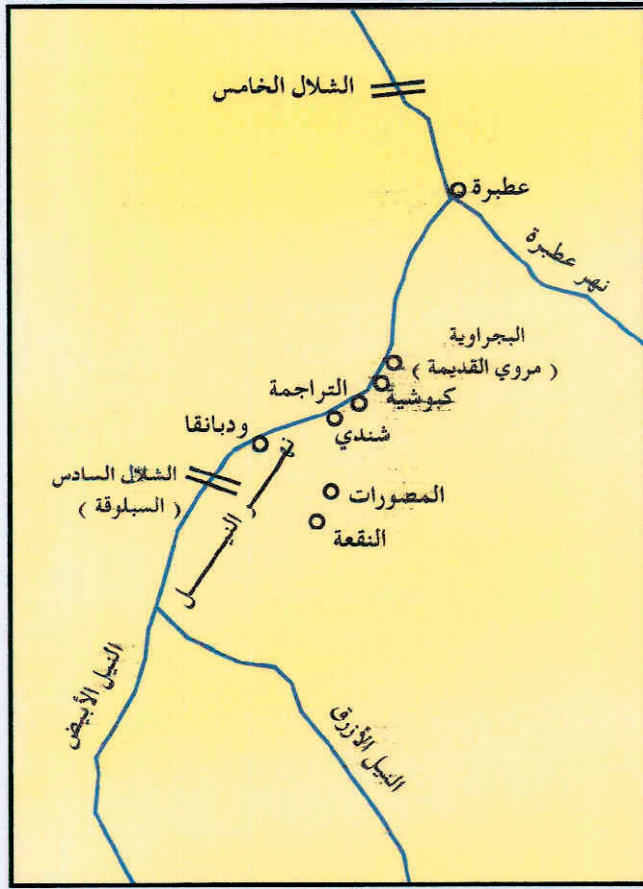 الشلال الخامس
عطبرة
نهر عطبرة
البجراوية
( مروي القديمة )
كبوشية
التراجمة
شندي
ودبانقا
الشلال السادس
( السبلوقة )
نهر النيل
المصورات
النقعة
النيل الأبيض
النيل الأزرق